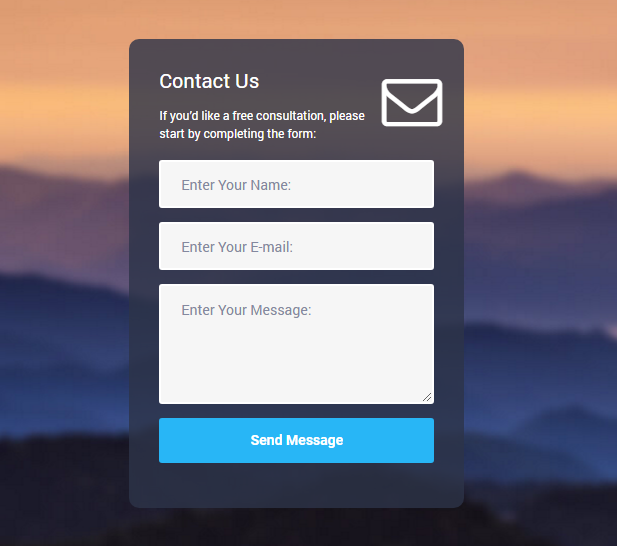 Contact Us
If you'd like a free consultation, please
start by completing the form:
Enter Your Name:
Enter Your E-mail:
Enter Your Message:
Send Message